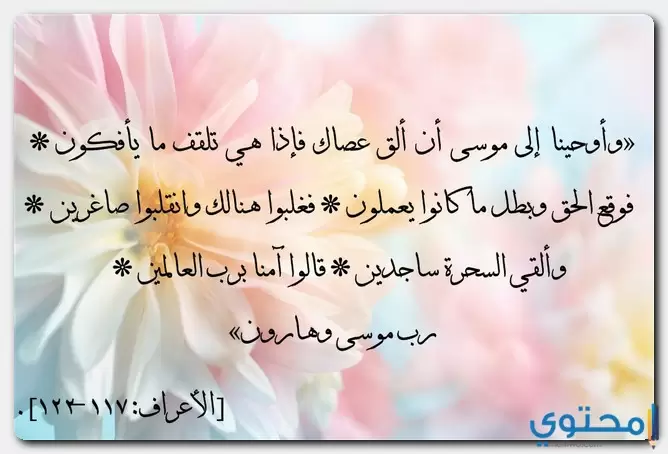 «وأوحينا إلى موسى أن ألق عصاك فإذا هي تلقف ما يأفكون *
فوقع الحق وبطل ما كانوا يعملون * فغلبوا هنالك وانقلبوا صاغرين *
وألقي السحرة ساجدين * قالوا آمنا برب العالمين *
رب موسى وهارون»
[الأعراف: ١١٧-١٢٢].
محتوي